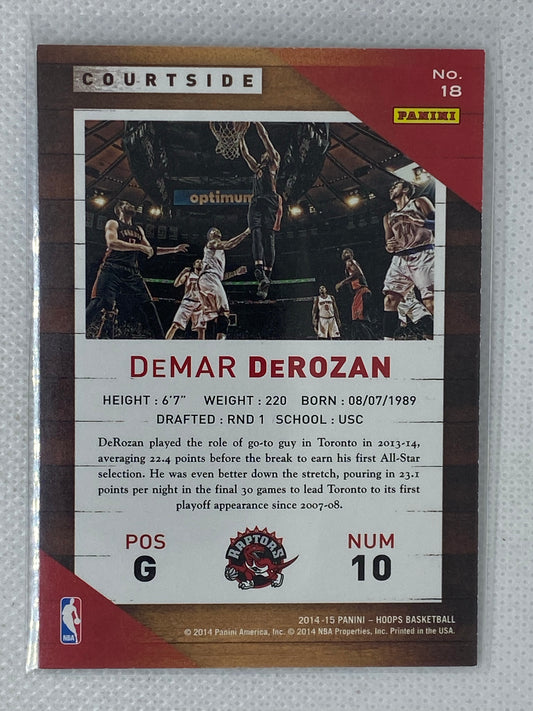 COURTSIDE
No.
18
PANINI
optimum
DEMAR DEROZAN
HEIGHT : 6'7" WEIGHT : 220 BORN : 08/07/1989
DRAFTED : RND 1 SCHOOL : USC
DeRozan played the role of go-to guy in Toronto in 2013-14,
averaging 22.4 points before the break to earn his first All-Star
selection. He was even better down the stretch, pouring in 23.1
points per night in the final 30 games to lead Toronto to its first
playoff appearance since 2007-08.
POS
G
RAPTORS
NUM
10
NBA
2014-15 PANINI – HOOPS BASKETBALL
© 2014 Panini America, Inc. © 2014 NBA Properties, Inc. Printed in the USA.